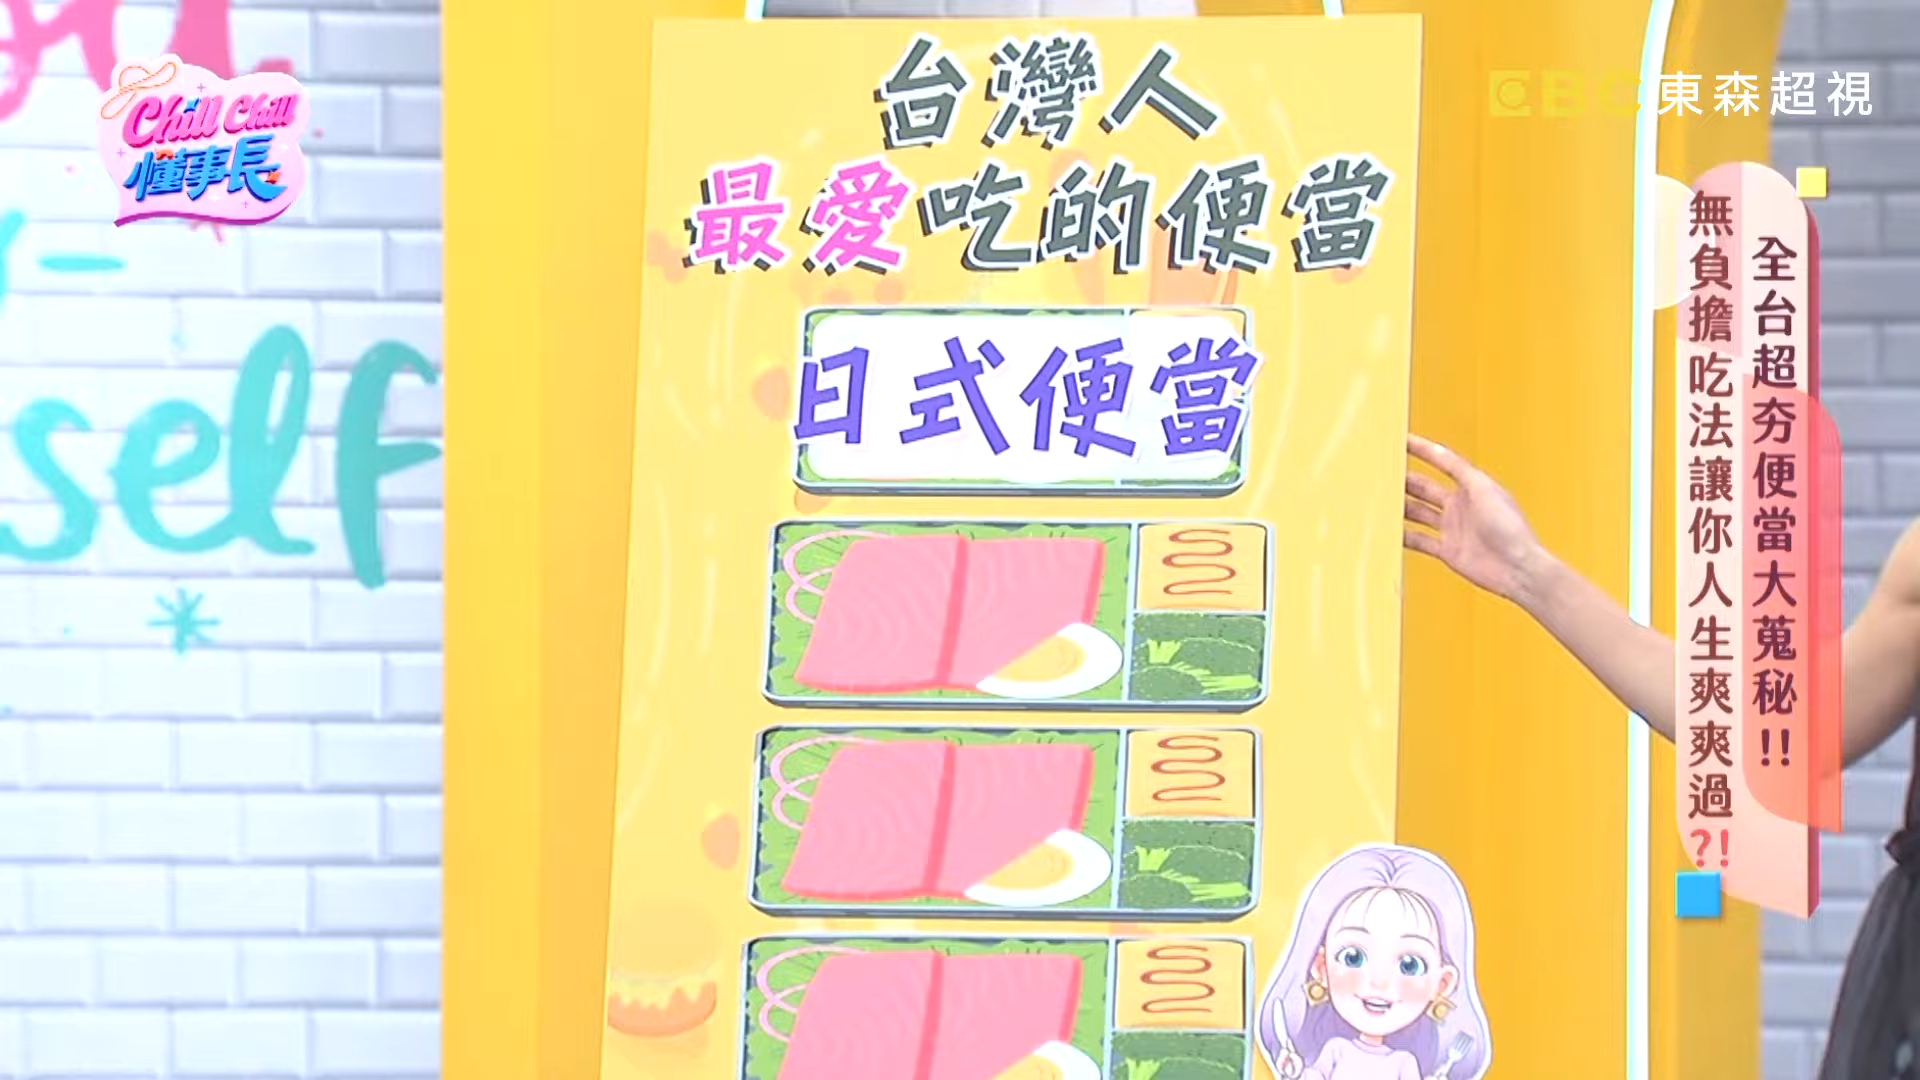 Chill Chill
懂事長
台灣人
最愛吃的便當
日式便當
EBC 東森超視
全台超夯便當大蒐秘!!
無負擔吃法讓你人生爽爽過?!
self